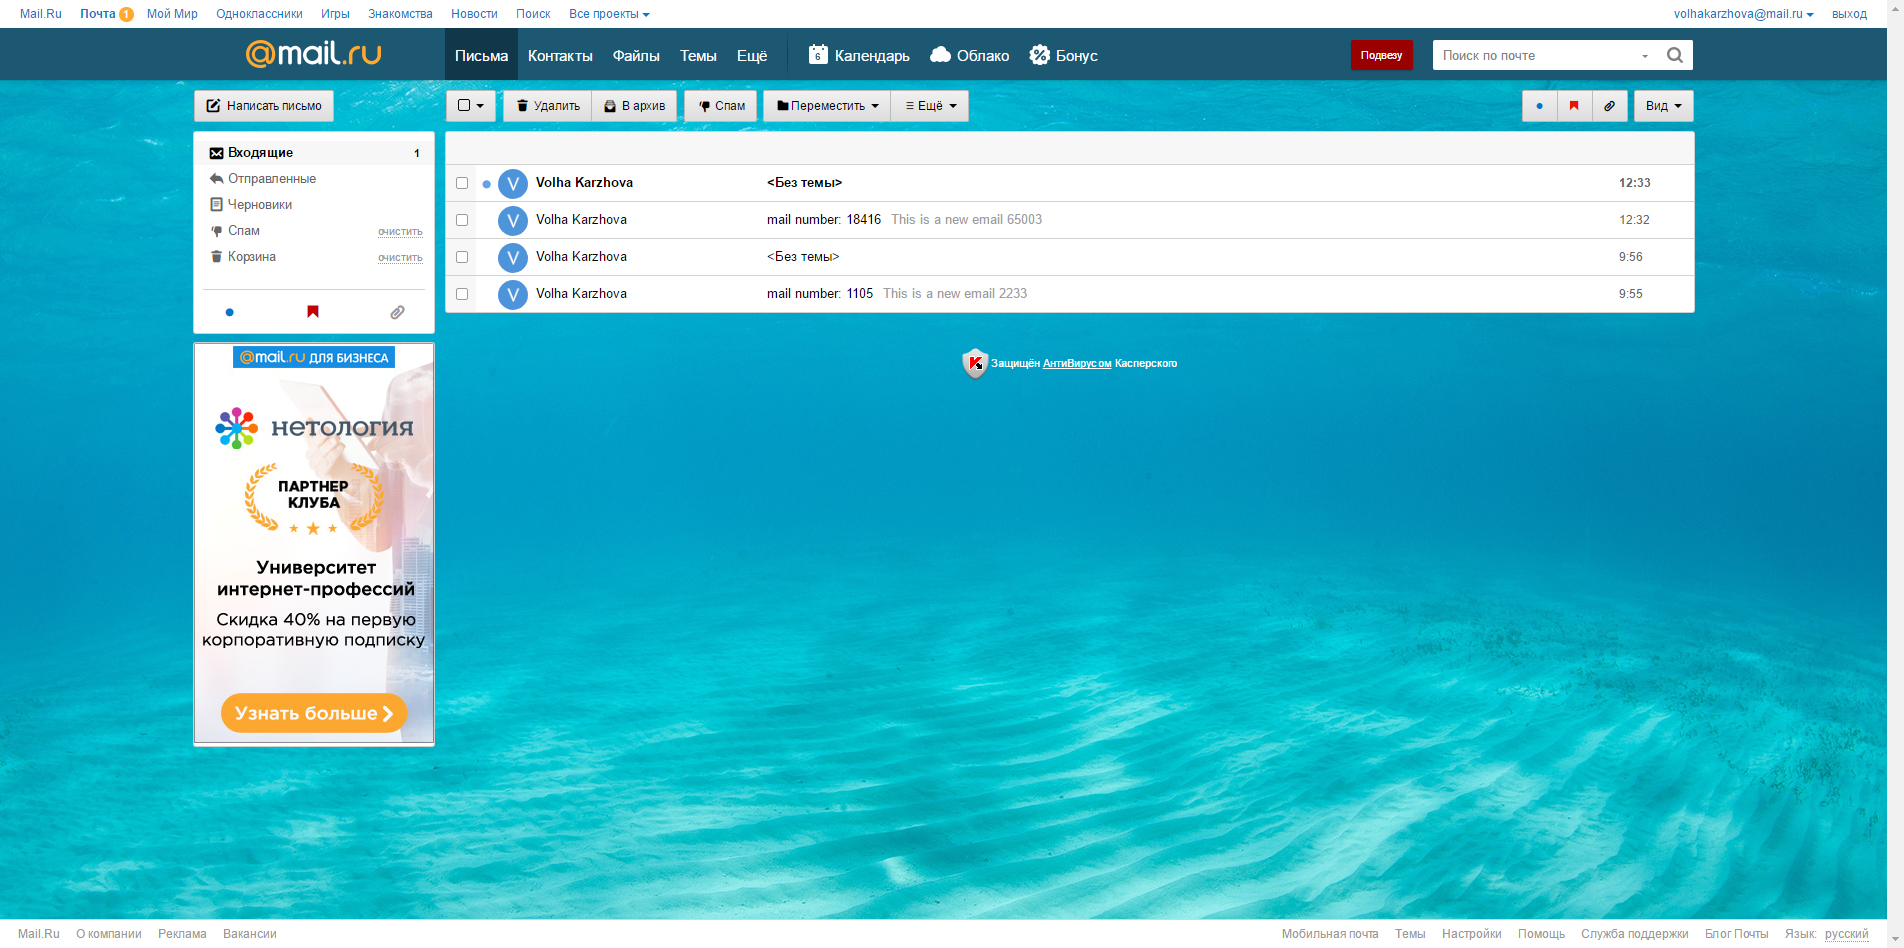 Mail.Ru Почта 1 Мой Мир Одноклассники Игры Знакомства Новости Поиск Все проекты volhakarzhova@mail.ru выход
@mail.ru Письма Контакты Файлы Темы Ещё 6 Календарь Облако Бонус Подвезу Поиск по почте
Написать письмо Удалить В архив Спам Переместить Ещё Вид
Входящие 1
Отправленные
Черновики
Спам очистить
Корзина очистить
V Volha Karzhova <Без темы> 12:33
V Volha Karzhova mail number: 18416 This is a new email 65003 12:32
V Volha Karzhova <Без темы> 9:56
V Volha Karzhova mail number: 1105 This is a new email 2233 9:55
Защищён АнтиВирусом Касперского
@mail.ru ДЛЯ БИЗНЕСА
нетология
ПАРТНЕР
КЛУБА
Университет
интернет-профессий
Скидка 40% на первую
корпоративную подписку
Узнать больше
Mail.Ru О компании Реклама Вакансии Мобильная почта Темы Настройки Помощь Служба поддержки Блог Почты Язык: русский